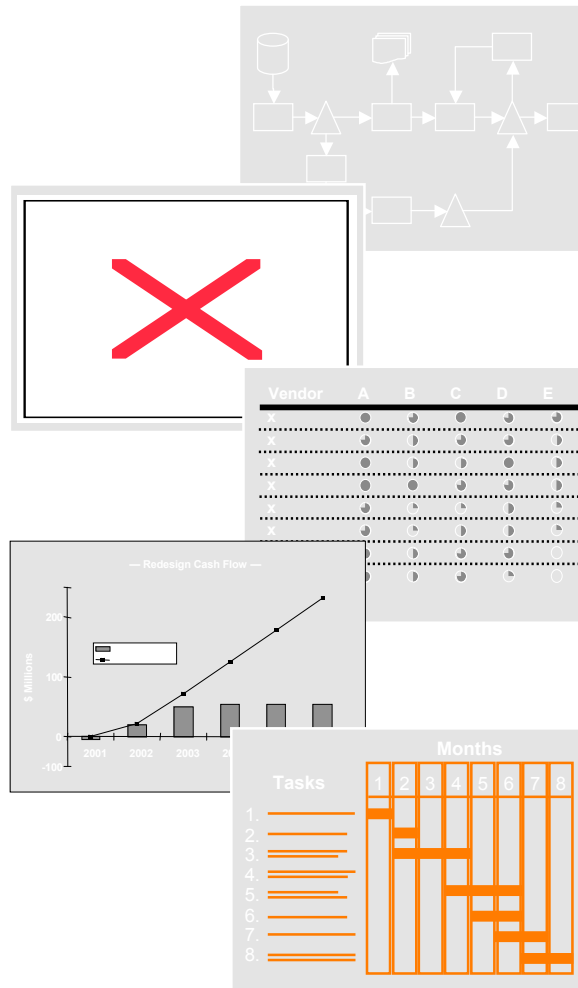 Vendor A B C D E
X
X
X
X
X
X
— Redesign Cash Flow —
$ Millions
200
100
0
-100
2001 2002 2003
Months
Tasks 1 2 3 4 5 6 7 8
1.
2.
3.
4.
5.
6.
7.
8.